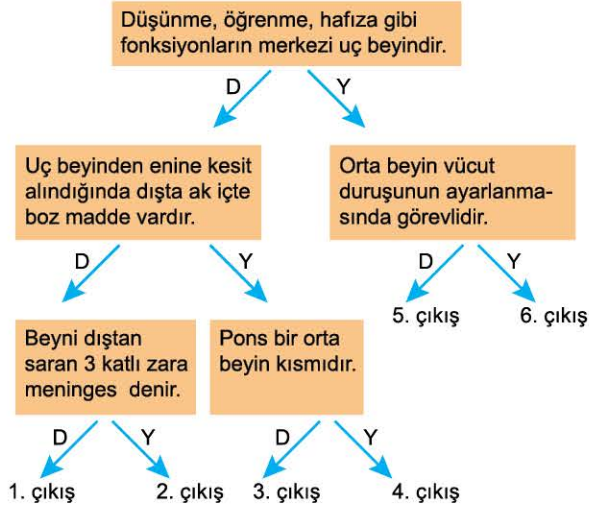 Düşünme, öğrenme, hafıza gibi
fonksiyonların merkezi uç beyindir.
D
Y
Uç beyinden enine kesit
alındığında dışta ak içte
boz madde vardır.
Orta beyin vücut
duruşunun ayarlanma-
sında görevlidir.
D
Y
D
Y
5. çıkış
6. çıkış
Beyni dıştan
saran 3 katlı zara
meninges denir.
Pons bir orta
beyin kısmıdır.
D
Y
D
Y
1. çıkış
2. çıkış
3. çıkış
4. çıkış